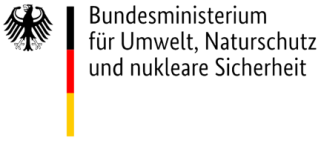 Bundesministerium
für Umwelt, Naturschutz
und nukleare Sicherheit